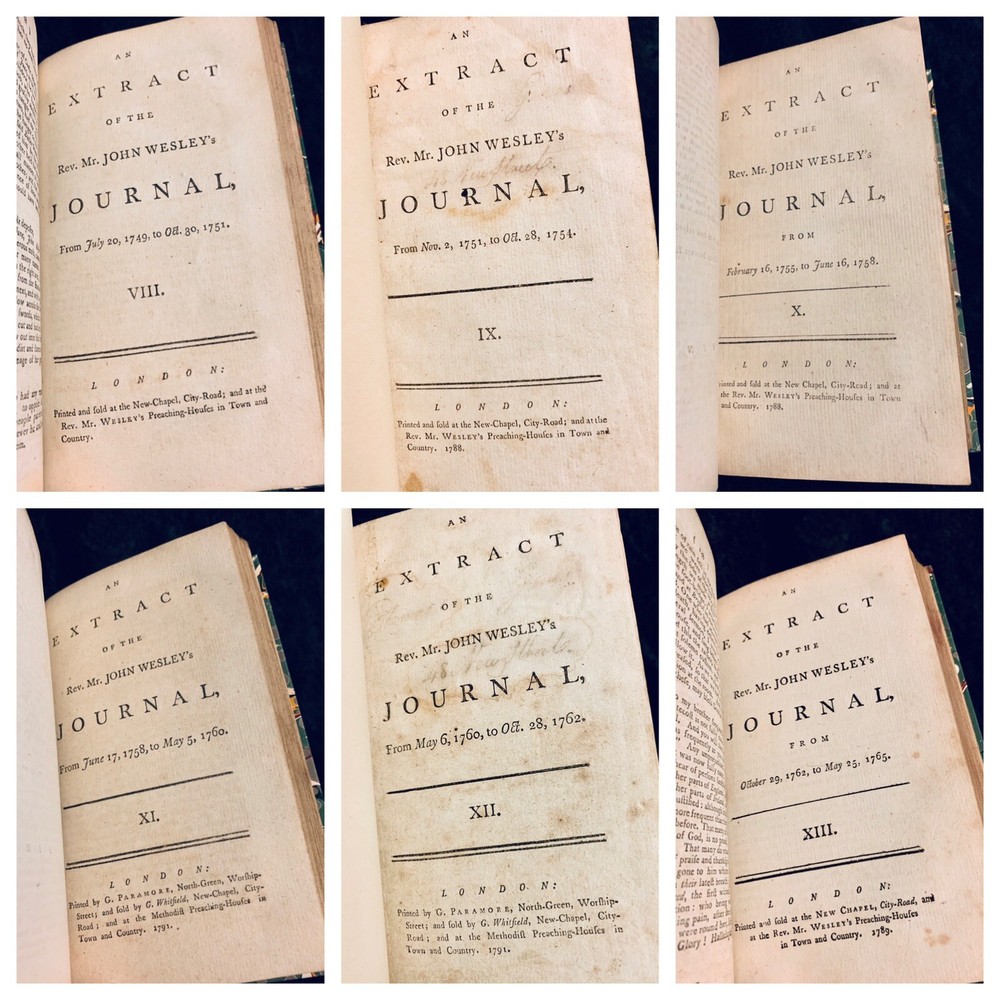 AN
EXTRACT
OF THE
Rev. Mr. JOHN WESLEY's
JOURNAL,
From July 20, 1749, to Oct. 30, 1751.
VIII.
LONDON:
Printed and ſold at the New-Chapel, City-Road; and at the
Rev. Mr. WESLEY's Preaching-Houſes in Town and
Country.
AN
EXTRACT
OF THE
Rev. Mr. JOHN WESLEY's
JOURNAL,
From Nov. 2, 1751, to Oct. 28, 1754.
IX.
LONDON:
Printed and ſold at the New-Chapel, City-Road; and at the
Rev. Mr. WESLEY's Preaching-Houſes in Town and
Country. 1788.
AN
EXTRACT
OF THE
Rev. Mr. JOHN WESLEY's
JOURNAL,
FROM
February 16, 1755, to June 16, 1758.
X.
LONDON:
Printed and ſold at the New Chapel, City-Road; and at
the Rev. Mr. WESLEY's Preaching-Houſes in Town
and Country. 1788.
AN
EXTRACT
OF THE
Rev. Mr. JOHN WESLEY's
JOURNAL,
From June 17, 1758, to May 5, 1760.
XI.
LONDON:
Printed by G. PARAMORE, North-Green, Worſhip-
Street; and ſold by G. Whitfield, New-Chapel, City-
Road; and at the Methodiſt Preaching-Houſes in
Town and Country. 1791.
AN
EXTRACT
OF THE
Rev. Mr. JOHN WESLEY's
JOURNAL,
From May 6, 1760, to Oct. 28, 1762.
XII.
LONDON:
Printed by G. PARAMORE, North-Green, Worſhip-
Street; and ſold by G. Whitfield, New-Chapel, City-
Road; and at the Methodiſt Preaching-Houſes in
Town and Country. 1791.
AN
EXTRACT
OF THE
Rev. Mr. JOHN WESLEY's
JOURNAL,
FROM
October 29, 1762, to May 25, 1765.
XIII.
LONDON:
Printed and ſold at the NEW CHAPEL, City-Road, and
at the Rev. Mr. WESLEY's Preaching-Houſes
in Town and Country. 1789.